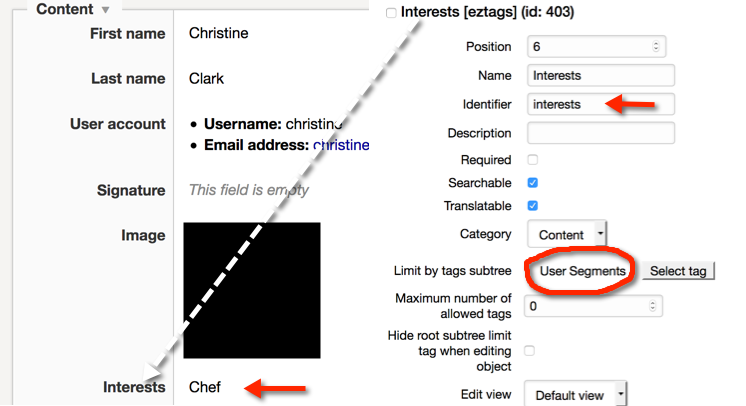 Content
First name Christine
Last name Clark
User account
Username: christine
Email address: christine
Signature This field is empty
Image
Interests Chef
Interests [eztags] (id: 403)
Position 6
Name Interests
Identifier interests
Description
Required
Searchable
Translatable
Category Content
Limit by tags subtree User Segments Select tag
Maximum number of
allowed tags 0
Hide root subtree limit
tag when editing
object
Edit view Default view